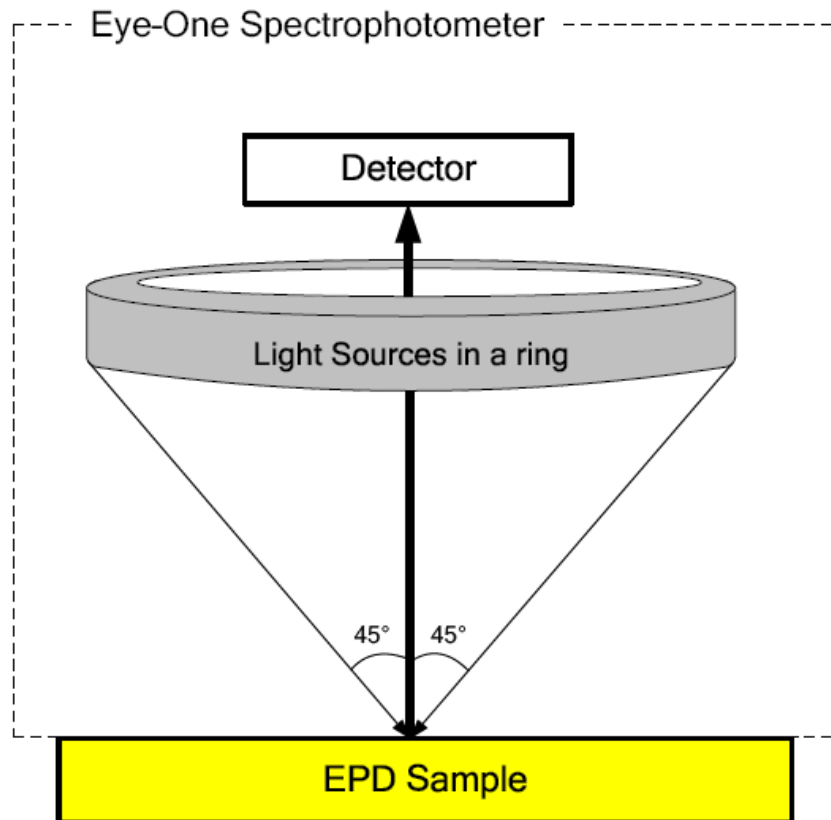 Eye-One Spectrophotometer
Detector
Light Sources in a ring
45° 45°
EPD Sample